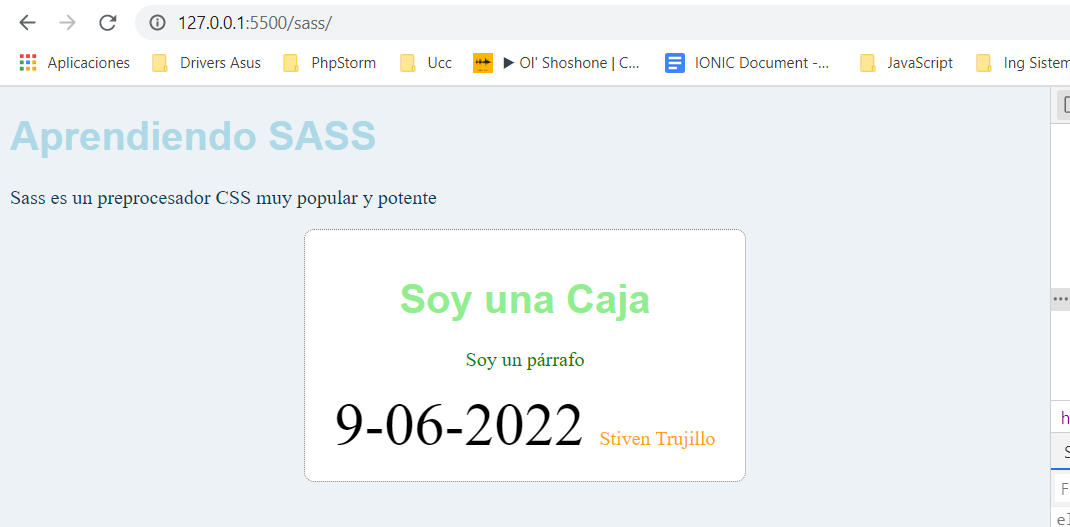 127.0.0.1:5500/sass/
Aplicaciones Drivers Asus PhpStorm Ucc ▶ Ol' Shoshone | C... IONIC Document -... JavaScript Ing Sistem
Aprendiendo SASS
Sass es un preprocesador CSS muy popular y potente
Soy una Caja
Soy un párrafo
9-06-2022 Stiven Trujillo
h
S
F
el